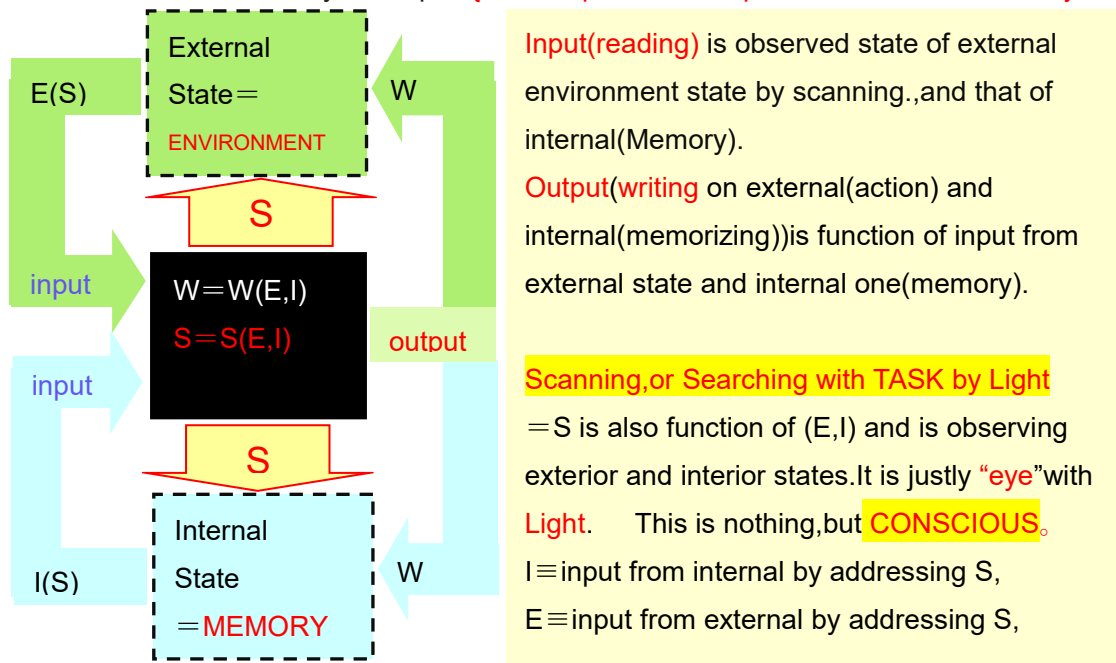 External
State＝
ENVIRONMENT
E(S)
W
S
input
W＝W(E,I)
S＝S(E,I)
output
input
S
Internal
State
＝MEMORY
I(S)
W
Input(reading) is observed state of external
environment state by scanning.,and that of
internal(Memory).
Output(writing on external(action) and
internal(memorizing))is function of input from
external state and internal one(memory).
Scanning,or Searching with TASK by Light
＝S is also function of (E,I) and is observing
exterior and interior states.It is justly “eye”with
Light. This is nothing,but CONSCIOUS。
I≡input from internal by addressing S,
E≡input from external by addressing S,